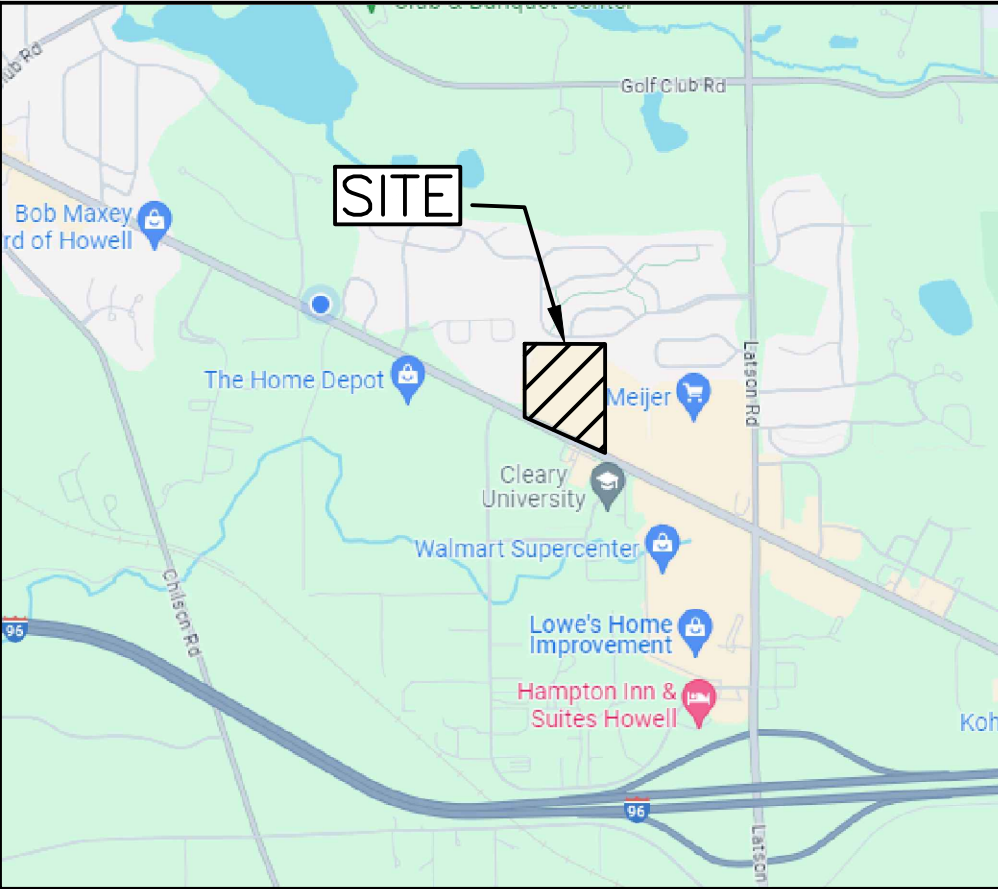 Club & Banquet Center
Golf Club Rd
SITE
Bob Maxey
rd of Howell
The Home Depot
Meijer
Latson Rd
Cleary
University
Walmart Supercenter
Chilson Rd
96
Lowe's Home
Improvement
Hampton Inn &
Suites Howell
Koh
96
Latson